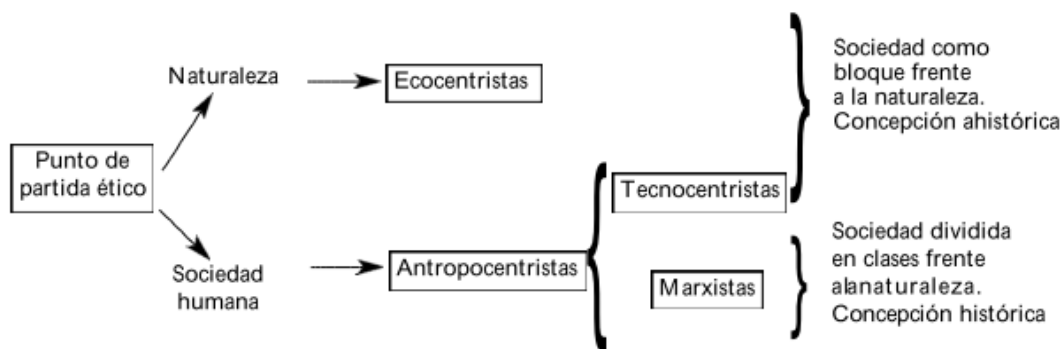 Naturaleza
Ecocentristas
Sociedad como
bloque frente
a la naturaleza.
Concepción ahistórica
Punto de
partida ético
Tecnocentristas
Sociedad
humana
Antropocentristas
Marxistas
Sociedad dividida
en clases frente
alanaturaleza.
Concepción histórica